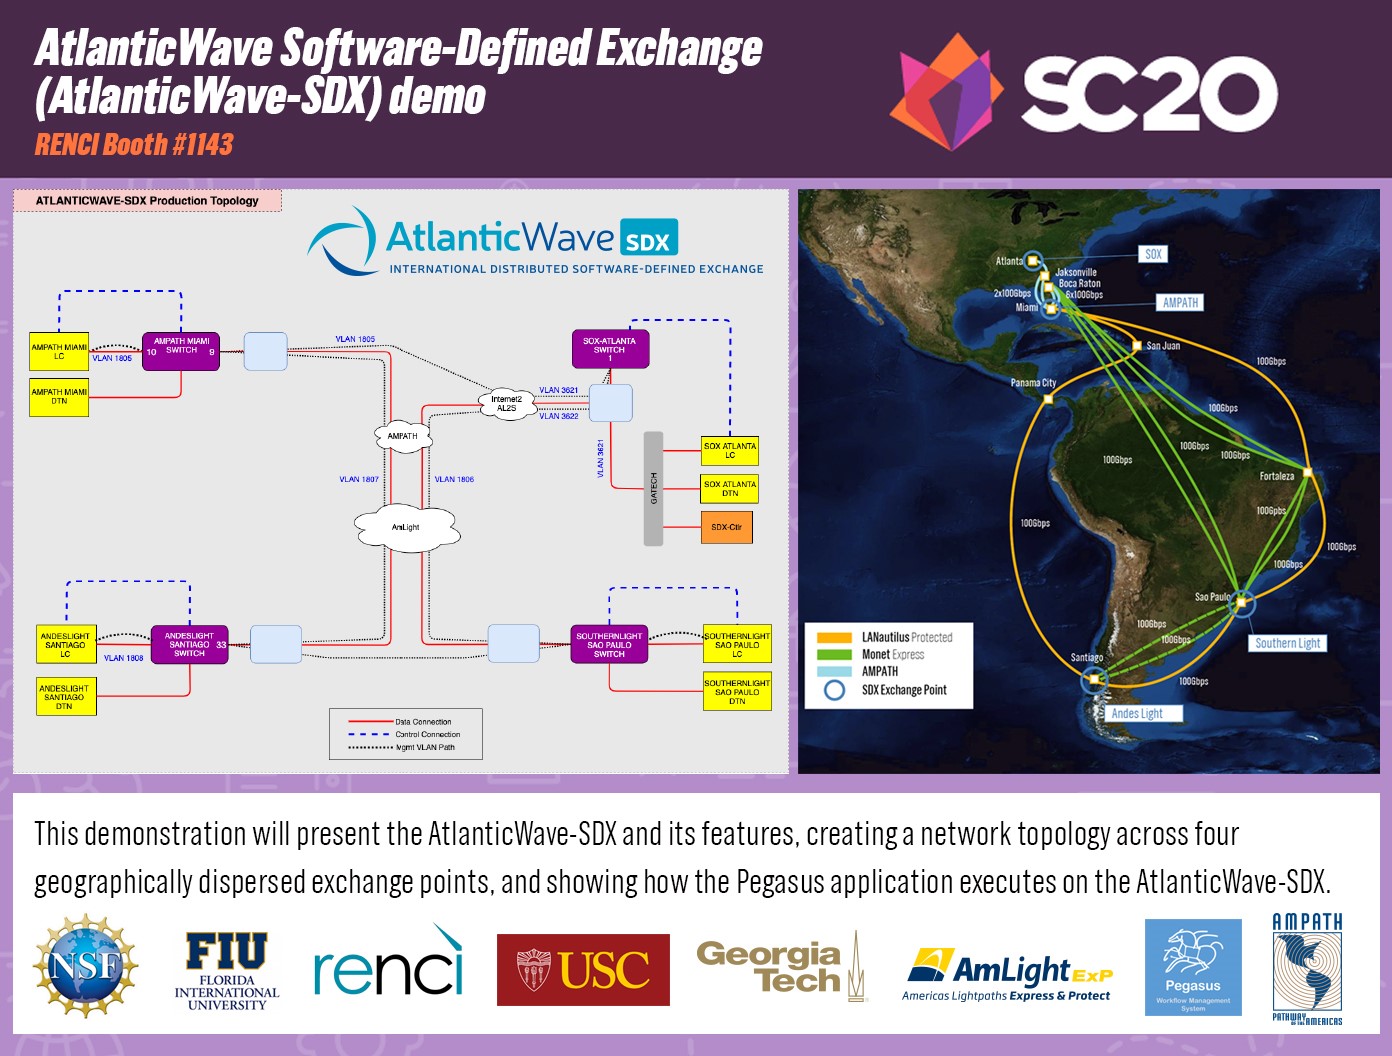 AtlanticWave Software-Defined Exchange
(AtlanticWave-SDX) demo
RENCI Booth #1143
SC20
ATLANTICWAVE-SDX Production Topology
AtlanticWave SDX
INTERNATIONAL DISTRIBUTED SOFTWARE-DEFINED EXCHANGE
AMPATH MIAMI
LC
VLAN 1805
10
AMPATH MIAMI
SWITCH
9
AMPATH MIAMI
DTN
VLAN 1805
SOX-ATLANTA
SWITCH
1
Internet2
AL2S
VLAN 3621
VLAN 3622
AMPATH
VLAN 3621
GATECH
SOX ATLANTA
LC
SOX ATLANTA
DTN
SDX-Ctlr
VLAN 1807
VLAN 1806
AmLight
ANDESLIGHT
SANTIAGO
LC
VLAN 1808
ANDESLIGHT
SANTIAGO
SWITCH
33
ANDESLIGHT
SANTIAGO
DTN
SOUTHERNLIGHT
SAO PAULO
SWITCH
SOUTHERNLIGHT
SAO PAULO
LC
SOUTHERNLIGHT
SAO PAULO
DTN
Data Connection
Control Connection
Mgmt VLAN Path
Atlanta
SOX
Jaksonville
Boca Raton
2x100Gbps
6x100Gbps
Miami
AMPATH
San Juan
Panama City
100Gbps
100Gbps
100Gbps
100Gbps
100Gbps
Fortaleza
100Gbps
100Gbps
100Gbps
100Gbps
Sao Paulo
100Gbps
100Gbps
Southern Light
Santiago
100Gbps
Andes Light
LANautilus Protected
Monet Express
AMPATH
SDX Exchange Point
This demonstration will present the AtlanticWave-SDX and its features, creating a network topology across four
geographically dispersed exchange points, and showing how the Pegasus application executes on the AtlanticWave-SDX.
NSF
FIU
FLORIDA
INTERNATIONAL
UNIVERSITY
renci
USC
Georgia
Tech
AmLight ExP
Americas Lightpaths Express & Protect
Pegasus
Workflow Management
System
AMPATH
PATHWAY
OF THE AMERICAS